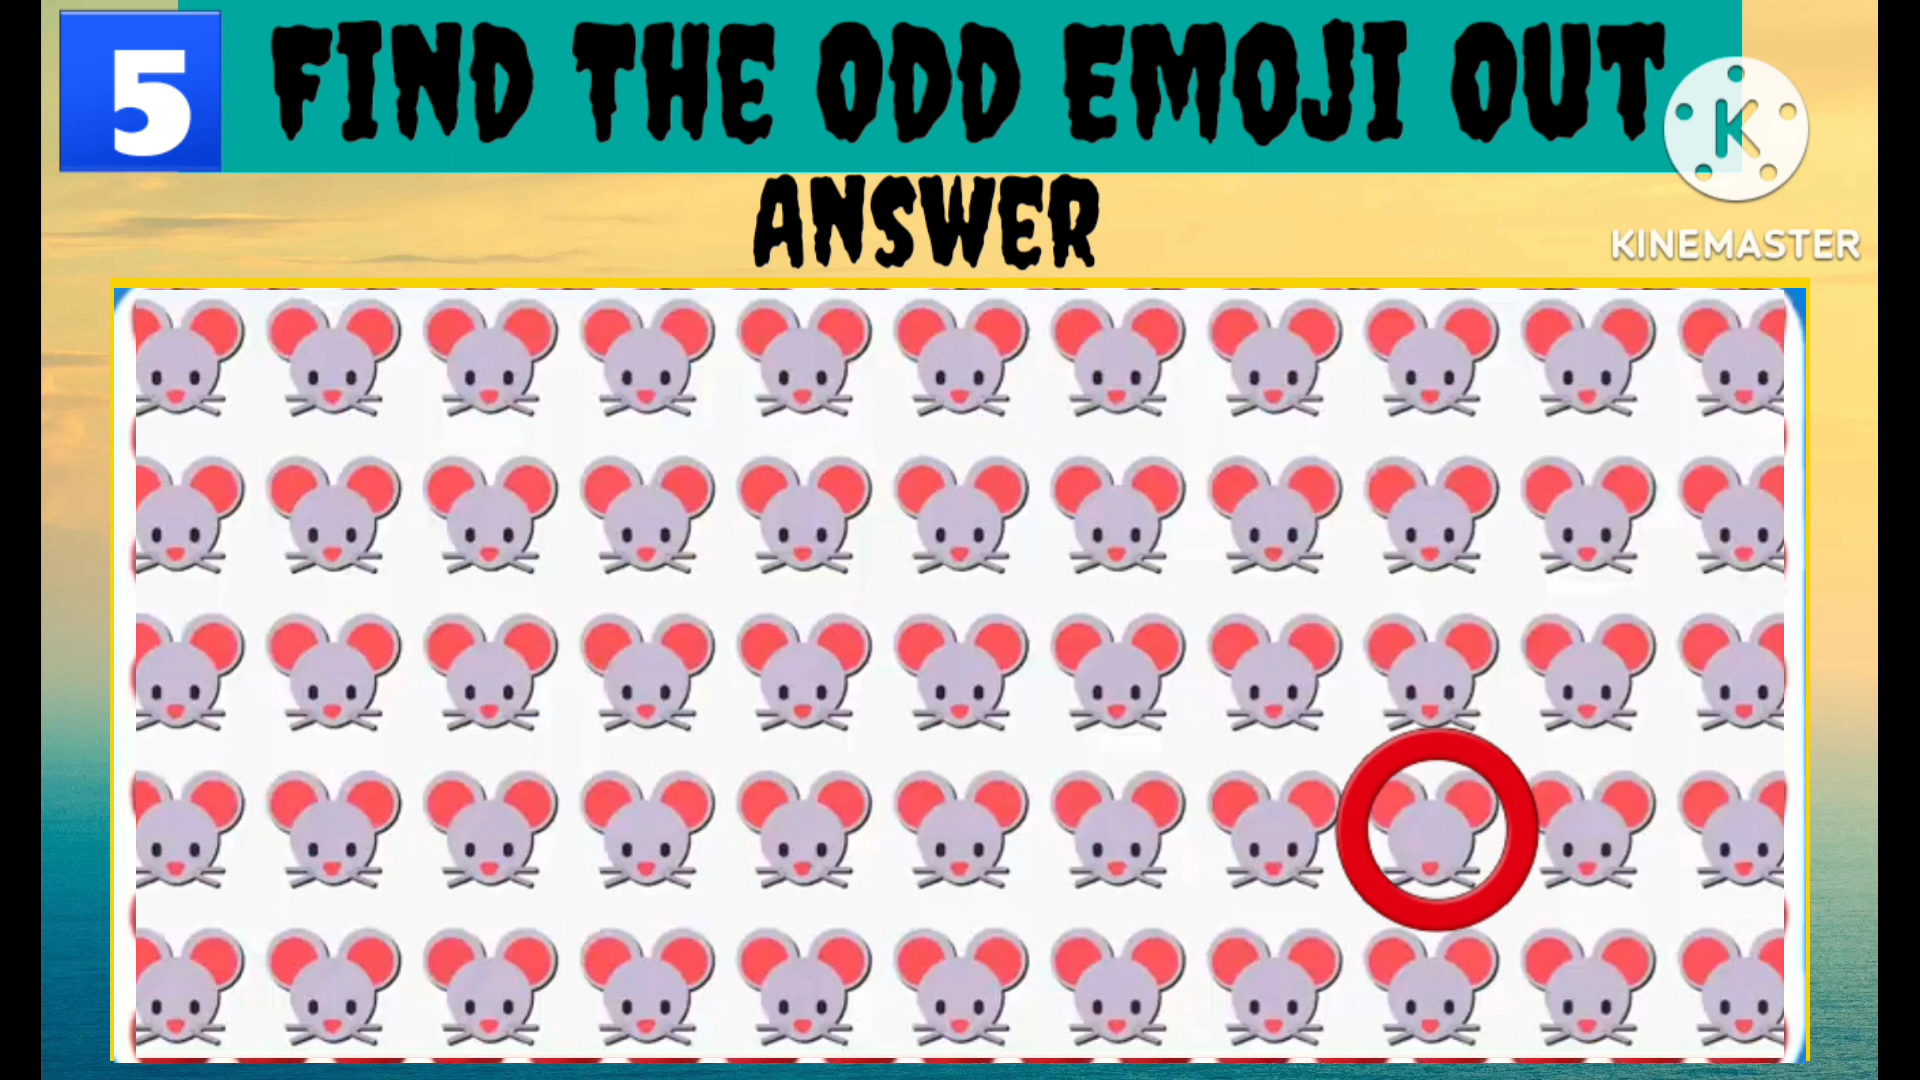 5
FIND THE ODD EMOJI OUT
K
KINEMASTER
ANSWER